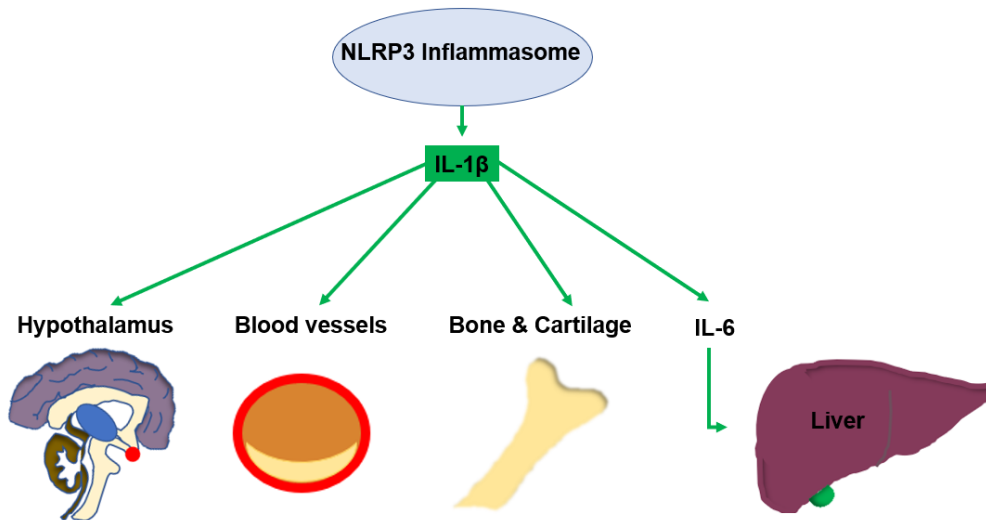 NLRP3 Inflammasome
IL-1β
Hypothalamus
Blood vessels
Bone & Cartilage
IL-6
Liver